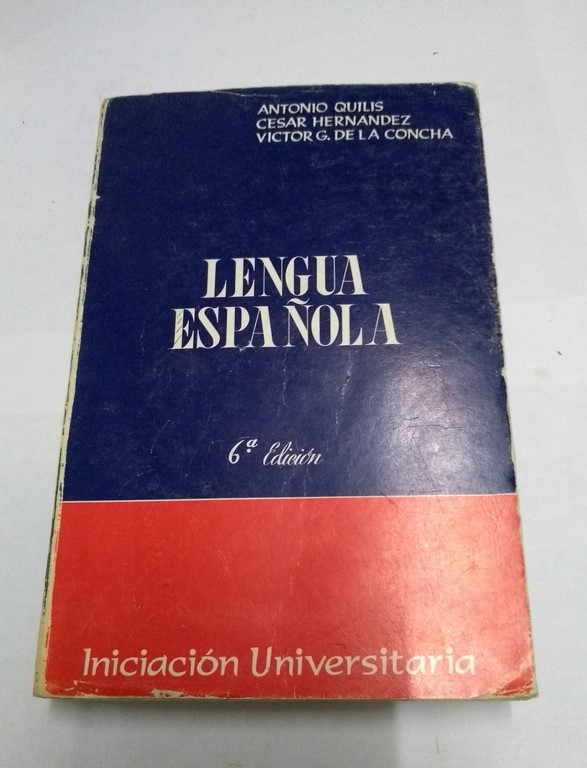 ANTONIO QUILIS
CESAR HERNANDEZ
VICTOR G. DE LA CONCHA
LENGUA
ESPAÑOLA
6ª Edición
Iniciación Universitaria